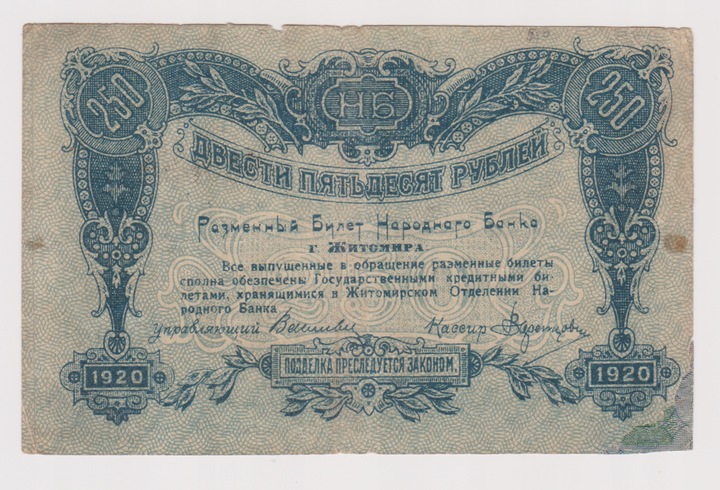 250 НБ 250
ДВЕСТИ ПЯТЬДЕСЯТ РУБЛЕЙ
Разменный Билет Народнаго Банка
г. Житомира
Все выпущенные в обращение разменные билеты
сполна обеспечены Государственными кредитными би-
летами, хранящимися в Житомирском Отделении На-
родного Банка
Управляющий Кассир
1920 ПОДДЕЛКА ПРЕСЛЕДУЕТСЯ ЗАКОНОМ. 1920